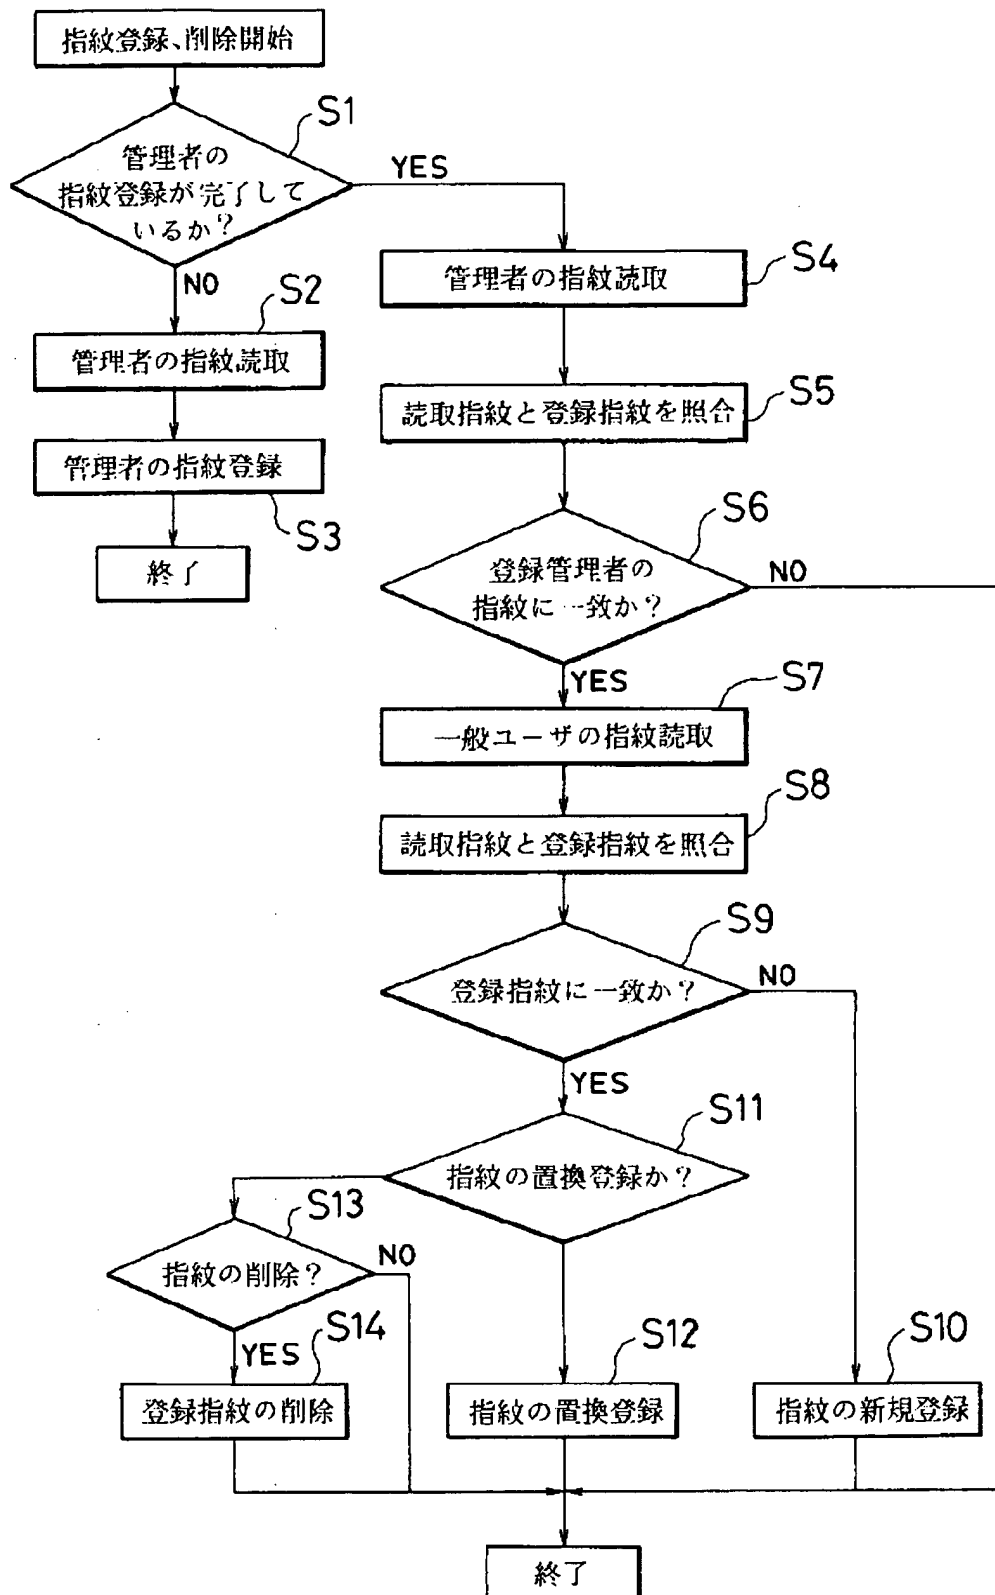 指紋登録、削除開始
S1
管理者の
指紋登録が完了して
いるか？
YES
NO
S2
管理者の指紋読取
管理者の指紋登録
S3
終了
S4
管理者の指紋読取
S5
読取指紋と登録指紋を照合
S6
登録管理者の
指紋に一致か？
NO
YES
S7
一般ユーザの指紋読取
S8
読取指紋と登録指紋を照合
S9
登録指紋に一致か？
NO
YES
S11
指紋の置換登録か？
S13
指紋の削除？
NO
YES
S14
登録指紋の削除
S12
指紋の置換登録
S10
指紋の新規登録
終了